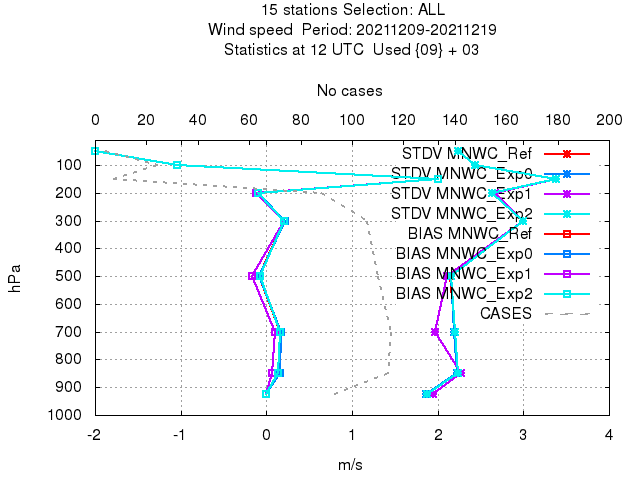 15 stations Selection: ALL
Wind speed  Period: 20211209-20211219
Statistics at 12 UTC  Used {09} + 03
No cases
0 20 40 60 80 100 120 140 160 180 200
STDV MNWC_Ref
STDV MNWC_Exp0
STDV MNWC_Exp1
STDV MNWC_Exp2
BIAS MNWC_Ref
BIAS MNWC_Exp0
BIAS MNWC_Exp1
BIAS MNWC_Exp2
CASES
100
200
300
400
500
600
700
800
900
1000
hPa
-2 -1 0 1 2 3 4
m/s